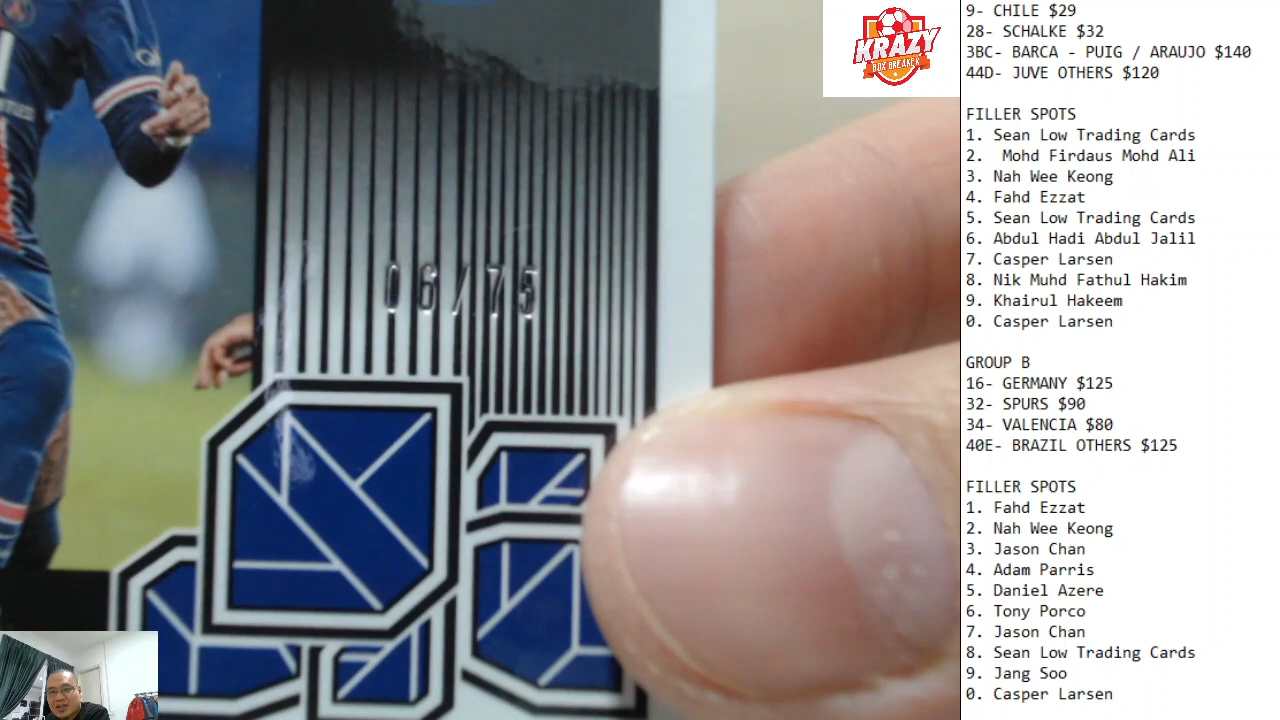 9- CHILE $29
28- SCHALKE $32
3BC- BARCA - PUIG / ARAUJO $140
44D- JUVE OTHERS $120
FILLER SPOTS
1. Sean Low Trading Cards
2.  Mohd Firdaus Mohd Ali
3. Nah Wee Keong
4. Fahd Ezzat
5. Sean Low Trading Cards
6. Abdul Hadi Abdul Jalil
7. Casper Larsen
8. Nik Muhd Fathul Hakim
9. Khairul Hakeem
0. Casper Larsen
GROUP B
16- GERMANY $125
32- SPURS $90
34- VALENCIA $80
40E- BRAZIL OTHERS $125
FILLER SPOTS
1. Fahd Ezzat
2. Nah Wee Keong
3. Jason Chan
4. Adam Parris
5. Daniel Azere
6. Tony Porco
7. Jason Chan
8. Sean Low Trading Cards
9. Jang Soo
0. Casper Larsen
KRAZY
BOX BREAKER
06/75